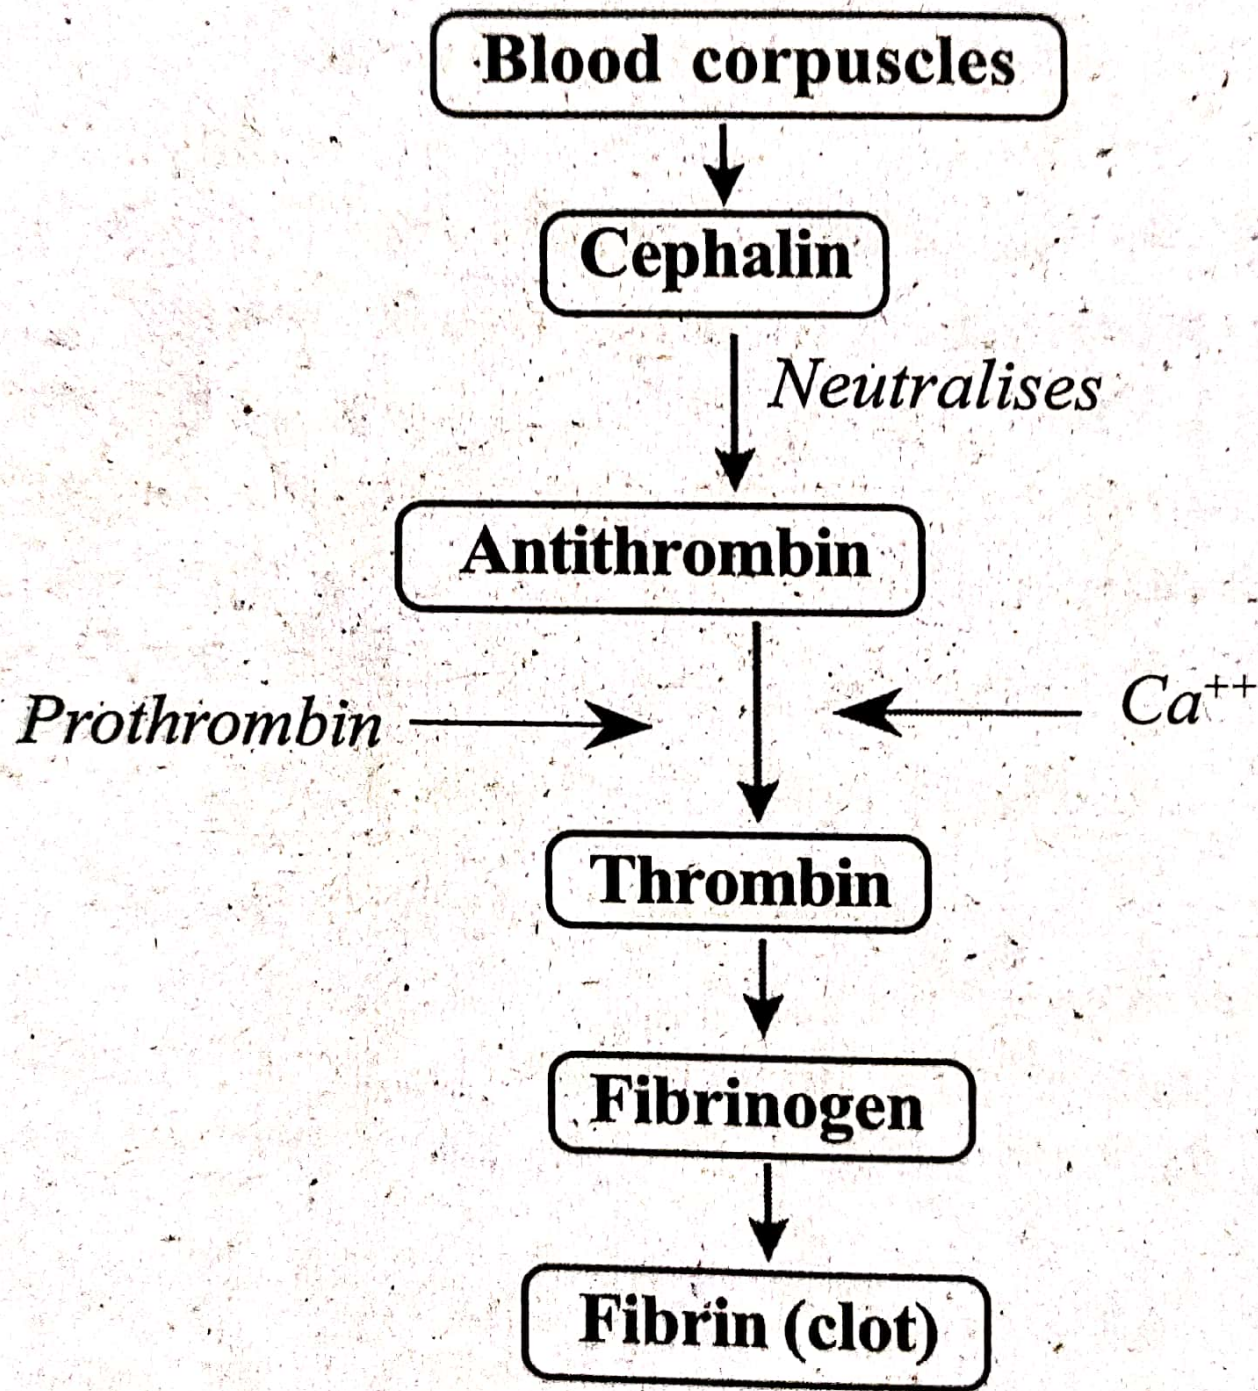 Blood corpuscles
Cephalin
Neutralises
Antithrombin
Prothrombin
Ca⁺⁺
Thrombin
Fibrinogen
Fibrin (clot)